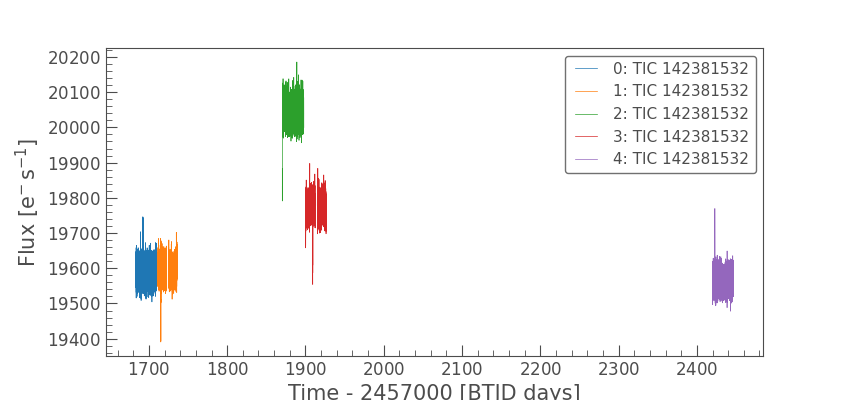 20200
20100
20000
19900
19800
19700
19600
19500
19400
Flux [e⁻ s⁻¹]
0: TIC 142381532
1: TIC 142381532
2: TIC 142381532
3: TIC 142381532
4: TIC 142381532
1700 1800 1900 2000 2100 2200 2300 2400
Time - 2457000 [BTJD days]